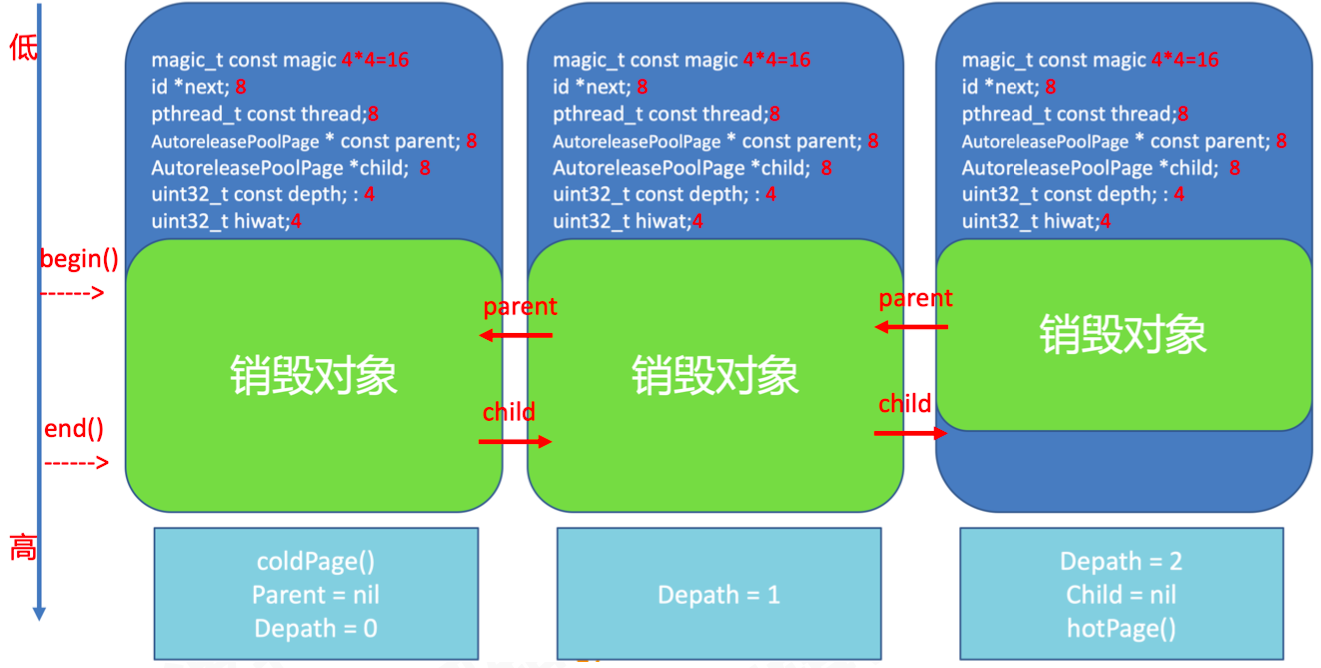 低
magic_t const magic 4*4=16
id *next; 8
pthread_t const thread;8
AutoreleasePoolPage * const parent; 8
AutoreleasePoolPage *child; 8
uint32_t const depth; : 4
uint32_t hiwat;4
magic_t const magic 4*4=16
id *next; 8
pthread_t const thread;8
AutoreleasePoolPage * const parent; 8
AutoreleasePoolPage *child; 8
uint32_t const depth; : 4
uint32_t hiwat;4
magic_t const magic 4*4=16
id *next; 8
pthread_t const thread;8
AutoreleasePoolPage * const parent; 8
AutoreleasePoolPage *child; 8
uint32_t const depth; : 4
uint32_t hiwat;4
begin()
------>
parent
parent
销毁对象
销毁对象
销毁对象
child
child
end()
------>
高
coldPage()
Parent = nil
Depath = 0
Depath = 1
Depath = 2
Child = nil
hotPage()